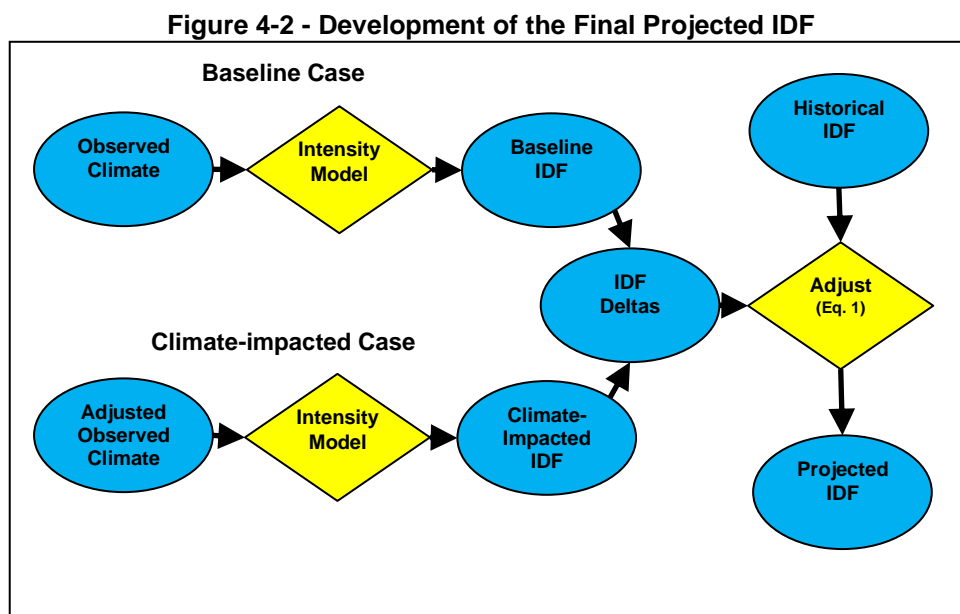 Figure 4-2 - Development of the Final Projected IDF
Baseline Case
Observed
Climate
Intensity
Model
Baseline
IDF
Historical
IDF
IDF
Deltas
Adjust
(Eq. 1)
Climate-impacted Case
Adjusted
Observed
Climate
Intensity
Model
Climate-
Impacted
IDF
Projected
IDF